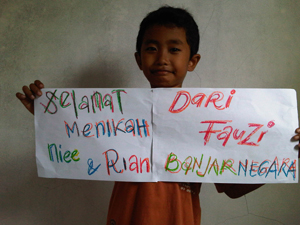 Selamat
Menikah
niee & Rian
DARi
FauZi
BANJARNEGARA